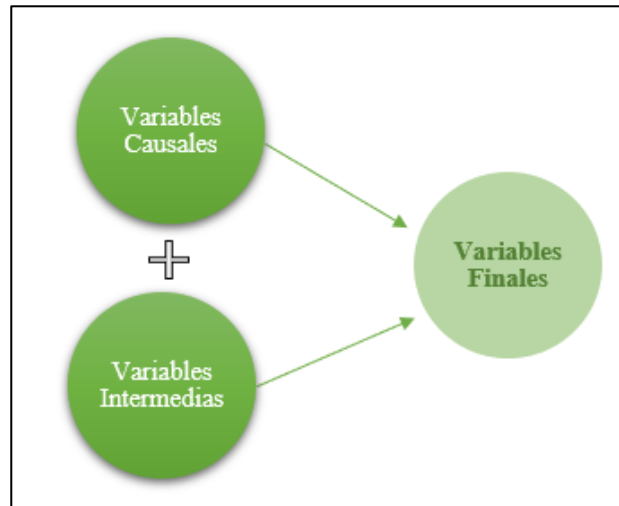 Variables
Causales
Variables
Finales
Variables
Intermedias